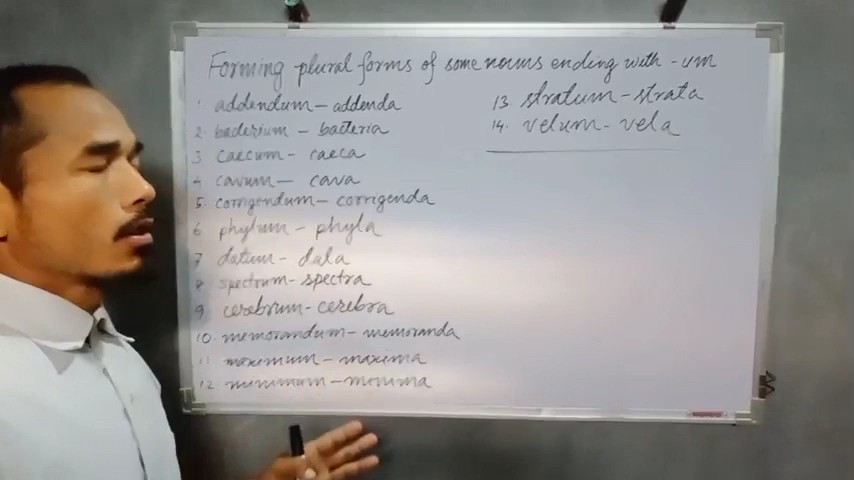 Forming plural forms of some nouns ending with - um
1. addendum - addenda
2. bacterium - bacteria
3 caecum - caeca
4 cavum - cava
5. corrigendum - corrigenda
6 phylum - phyla
7 datum - data
8 spectrum - spectra
9 cerebrum - cerebra
10. memorandum - memoranda
11 maximum - maxima
12 minimum - minima
13. stratum - strata
14. velum - vela